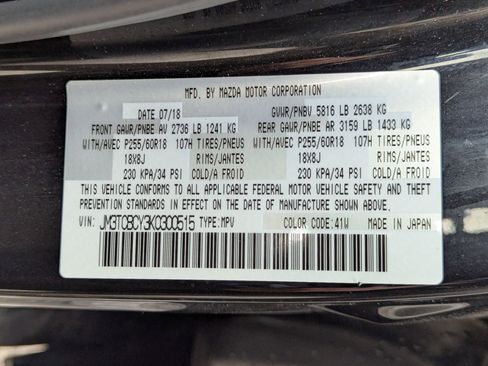 MFD. BY MAZDA MOTOR CORPORATION
DATE 07/18 GVWR/PNBV 5816 LB 2638 KG
FRONT GAWR/PNBE AV 2736 LB 1241 KG REAR GAWR/PNBE AR 3159 LB 1433 KG
WITH/AVEC P255/60R18 107H TIRES/PNEUS WITH/AVEC P255/60R18 107H TIRES/PNEUS
18X8J RIMS/JANTES 18X8J RIMS/JANTES
230 KPA/34 PSI COLD/A FROID 230 KPA/34 PSI COLD/A FROID
THIS VEHICLE CONFORMS TO ALL APPLICABLE FEDERAL MOTOR VEHICLE SAFETY AND THEFT
PREVENTION STANDARDS IN EFFECT ON THE DATE OF MANUFACTURE SHOWN ABOVE.
VIN: JM3TCBCY3K0300515 TYPE:MPV COLOR CODE:41W MADE IN JAPAN